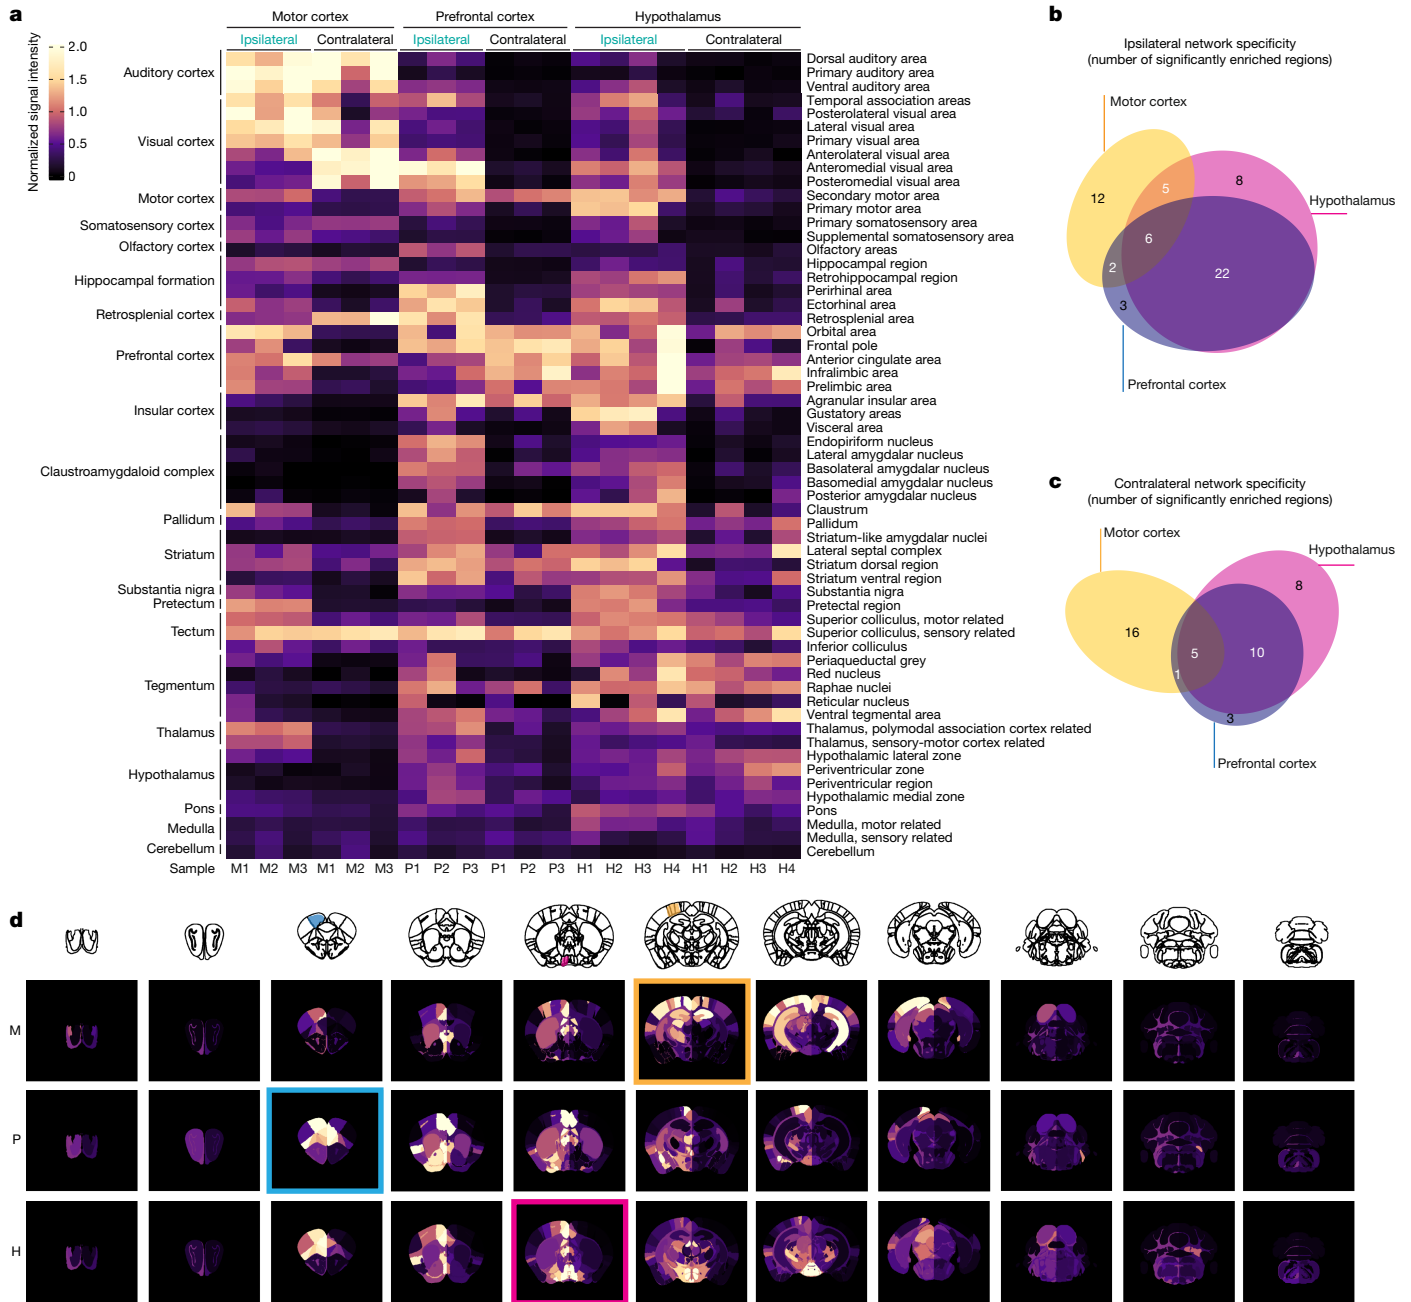 a
Motor cortex
Prefrontal cortex
Hypothalamus
Ipsilateral
Contralateral
Ipsilateral
Contralateral
Ipsilateral
Contralateral
Normalized signal intensity
2.0
1.5
1.0
0.5
0
Auditory cortex
Visual cortex
Motor cortex
Somatosensory cortex
Olfactory cortex
Hippocampal formation
Retrosplenial cortex
Prefrontal cortex
Insular cortex
Claustroamygdaloid complex
Pallidum
Striatum
Substantia nigra
Pretectum
Tectum
Tegmentum
Thalamus
Hypothalamus
Pons
Medulla
Cerebellum
Dorsal auditory area
Primary auditory area
Ventral auditory area
Temporal association areas
Posterolateral visual area
Lateral visual area
Primary visual area
Anterolateral visual area
Anteromedial visual area
Posteromedial visual area
Secondary motor area
Primary motor area
Primary somatosensory area
Supplemental somatosensory area
Olfactory areas
Hippocampal region
Retrohippocampal region
Perirhinal area
Ectorhinal area
Retrosplenial area
Orbital area
Frontal pole
Anterior cingulate area
Infralimbic area
Prelimbic area
Agranular insular area
Gustatory areas
Visceral area
Endopiriform nucleus
Lateral amygdalar nucleus
Basolateral amygdalar nucleus
Basomedial amygdalar nucleus
Posterior amygdalar nucleus
Claustrum
Pallidum
Striatum-like amygdalar nuclei
Lateral septal complex
Striatum dorsal region
Striatum ventral region
Substantia nigra
Pretectal region
Superior colliculus, motor related
Superior colliculus, sensory related
Inferior colliculus
Periaqueductal grey
Red nucleus
Raphae nuclei
Reticular nucleus
Ventral tegmental area
Thalamus, polymodal association cortex related
Thalamus, sensory-motor cortex related
Hypothalamic lateral zone
Periventricular zone
Periventricular region
Hypothalamic medial zone
Pons
Medulla, motor related
Medulla, sensory related
Cerebellum
Sample M1 M2 M3 M1 M2 M3 P1 P2 P3 P1 P2 P3 H1 H2 H3 H4 H1 H2 H3 H4
b
Ipsilateral network specificity
(number of significantly enriched regions)
Motor cortex
12
5
8
Hypothalamus
6
2
22
3
Prefrontal cortex
c
Contralateral network specificity
(number of significantly enriched regions)
Motor cortex
Hypothalamus
8
16
5
10
1
3
Prefrontal cortex
d
M
P
H